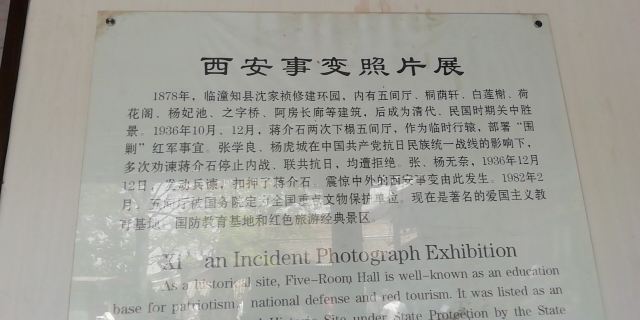 西安事变照片展
1878年，临潼知县沈家祯修建环园，内有五间厅、桐荫轩、白莲榭、荷
花阁、杨妃池、之字桥、阿房长廊等建筑，后成为清代、民国时期关中胜
景。1936年10月、12月，蒋介石两次下榻五间厅，作为临时行辕，部署“围
剿”红军事宜。张学良、杨虎城在中国共产党抗日民族统一战线的影响下，
多次劝谏蒋介石停止内战、联共抗日，均遭拒绝。张、杨无奈，1936年12月
12日，发动兵谏，扣押了蒋介石，震惊中外的西安事变由此发生。1982年2
月，五间厅被国务院定为全国重点文物保护单位。现在是著名的爱国主义教
育基地、国防教育基地和红色旅游经典景区。
Xi'an Incident Photograph Exhibition
As a historical site, Five-Room Hall is well-known as an education
base for patriotism, national defense and red tourism. It was listed as an
Historic Site under State Protection by the State